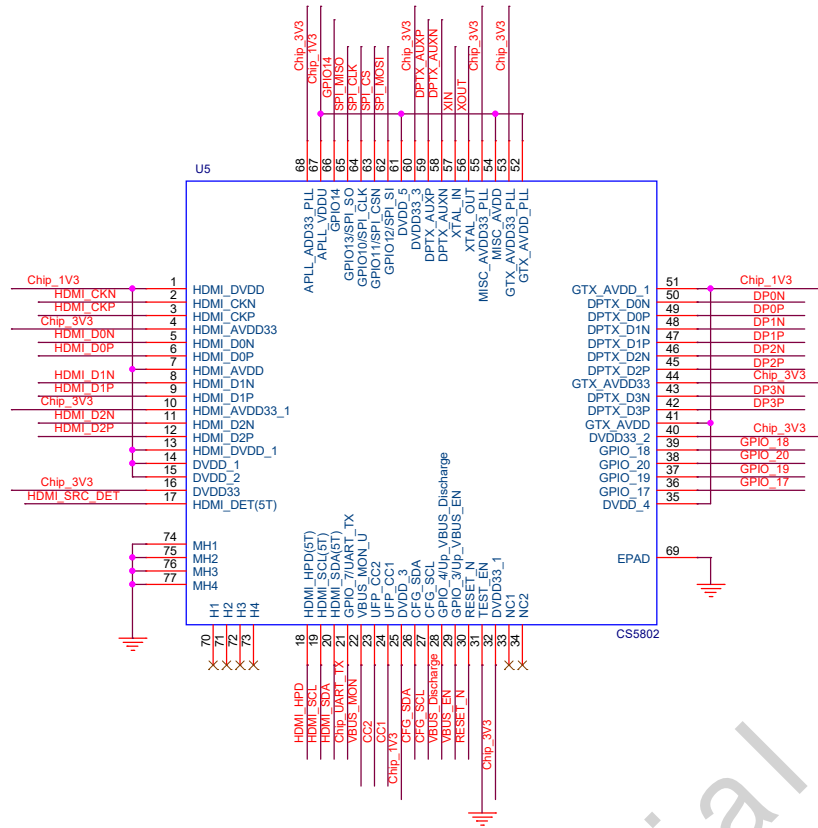 Chip_3V3
Chip_1V3
GPIO14
SPI_MISO
SPI_CLK
SPI_CS
SPI_MOSI
Chip_3V3
DPTX_AUXP
DPTX_AUXN
XIN
XOUT
Chip_3V3
Chip_3V3
68
67
66
65
64
63
62
61
60
59
58
57
56
55
54
53
52
U5
APLL_ADD33_PLL
APLL_VDDU
GPIO14
GPIO13/SPI_SO
GPIO10/SPI_CLK
GPIO11/SPI_CSN
GPIO12/SPI_SI
DVDD_5
DVDD33_3
DPTX_AUXP
DPTX_AUXN
XTAL_IN
XTAL_OUT
MISC_AVDD33_PLL
MISC_AVDD
GTX_AVDD33_PLL
GTX_AVDD_PLL
Chip_1V3 1 HDMI_DVDD
HDMI_CKN 2 HDMI_CKN
HDMI_CKP 3 HDMI_CKP
Chip_3V3 4 HDMI_AVDD33
HDMI_D0N 5 HDMI_D0N
HDMI_D0P 6 HDMI_D0P
7 HDMI_AVDD
HDMI_D1N 8 HDMI_D1N
HDMI_D1P 9 HDMI_D1P
Chip_3V3 10 HDMI_AVDD33_1
HDMI_D2N 11 HDMI_D2N
HDMI_D2P 12 HDMI_D2P
13 HDMI_DVDD_1
14 DVDD_1
15 DVDD_2
Chip_3V3 16 DVDD33
HDMI_SRC_DET 17 HDMI_DET(5T)
GTX_AVDD_1 51 Chip_1V3
DPTX_D0N 50 DP0N
DPTX_D0P 49 DP0P
DPTX_D1N 48 DP1N
DPTX_D1P 47 DP1P
DPTX_D2N 46 DP2N
DPTX_D2P 45 DP2P
GTX_AVDD33 44 Chip_3V3
DPTX_D3N 43 DP3N
DPTX_D3P 42 DP3P
GTX_AVDD 41
DVDD33_2 40 Chip_3V3
GPIO_18 39 GPIO_18
GPIO_20 38 GPIO_20
GPIO_19 37 GPIO_19
GPIO_17 36 GPIO_17
DVDD_4 35
74 MH1
75 MH2
76 MH3
77 MH4
EPAD 69
H1
H2
H3
H4
70
71
72
73
HDMI_HPD(5T)
HDMI_SCL(5T)
HDMI_SDA(5T)
GPIO_7/UART_TX
VBUS_MON_U
UFP_CC2
UFP_CC1
DVDD_3
CFG_SDA
CFG_SCL
GPIO_4/Up_VBUS_Discharge
GPIO_3/Up_VBUS_EN
RESET_N
TEST_EN
DVDD33_1
NC1
NC2
CS5802
18
19
20
21
22
23
24
25
26
27
28
29
30
31
32
33
34
HDMI_HPD
HDMI_SCL
HDMI_SDA
Chip_UART_TX
VBUS_MON
CC2
CC1
Chip_1V3
CFG_SDA
CFG_SCL
VBUS_Discharge
VBUS_EN
RESET_N
Chip_3V3
ial